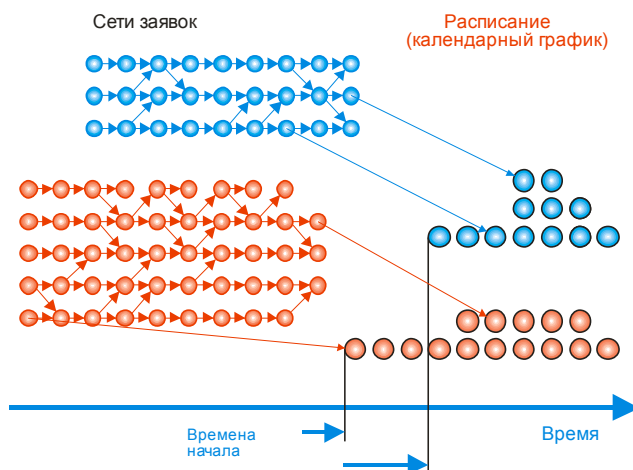 Сети заявок
Расписание
(календарный график)
Времена
начала
Время